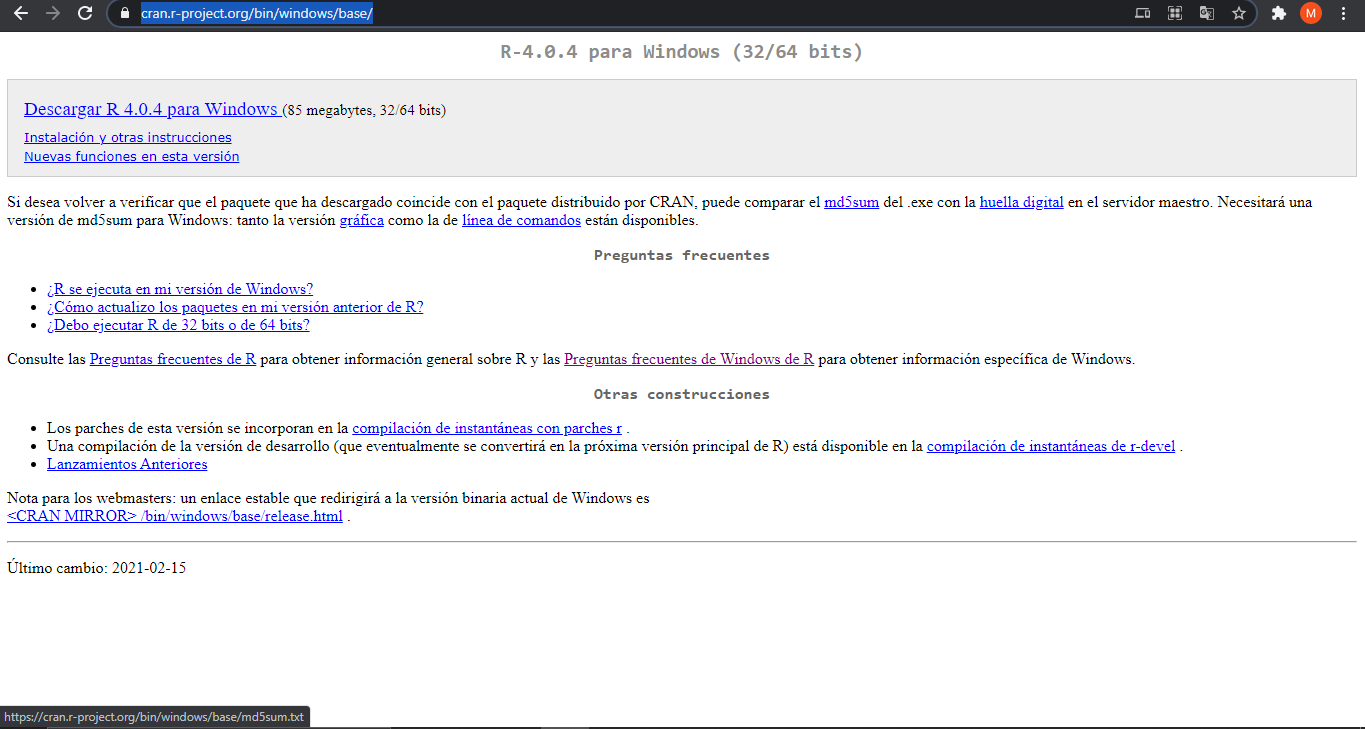 cran.r-project.org/bin/windows/base/
M
R-4.0.4 para Windows (32/64 bits)
Descargar R 4.0.4 para Windows (85 megabytes, 32/64 bits)
Instalación y otras instrucciones
Nuevas funciones en esta versión
Si desea volver a verificar que el paquete que ha descargado coincide con el paquete distribuido por CRAN, puede comparar el md5sum del .exe con la huella digital en el servidor maestro. Necesitará una
versión de md5sum para Windows: tanto la versión gráfica como la de línea de comandos están disponibles.
Preguntas frecuentes
• ¿R se ejecuta en mi versión de Windows?
• ¿Cómo actualizo los paquetes en mi versión anterior de R?
• ¿Debo ejecutar R de 32 bits o de 64 bits?
Consulte las Preguntas frecuentes de R para obtener información general sobre R y las Preguntas frecuentes de Windows de R para obtener información específica de Windows.
Otras construcciones
• Los parches de esta versión se incorporan en la compilación de instantáneas con parches r .
• Una compilación de la versión de desarrollo (que eventualmente se convertirá en la próxima versión principal de R) está disponible en la compilación de instantáneas de r-devel .
• Lanzamientos Anteriores
Nota para los webmasters: un enlace estable que redirigirá a la versión binaria actual de Windows es
<CRAN MIRROR> /bin/windows/base/release.html .
Último cambio: 2021-02-15
https://cran.r-project.org/bin/windows/base/md5sum.txt